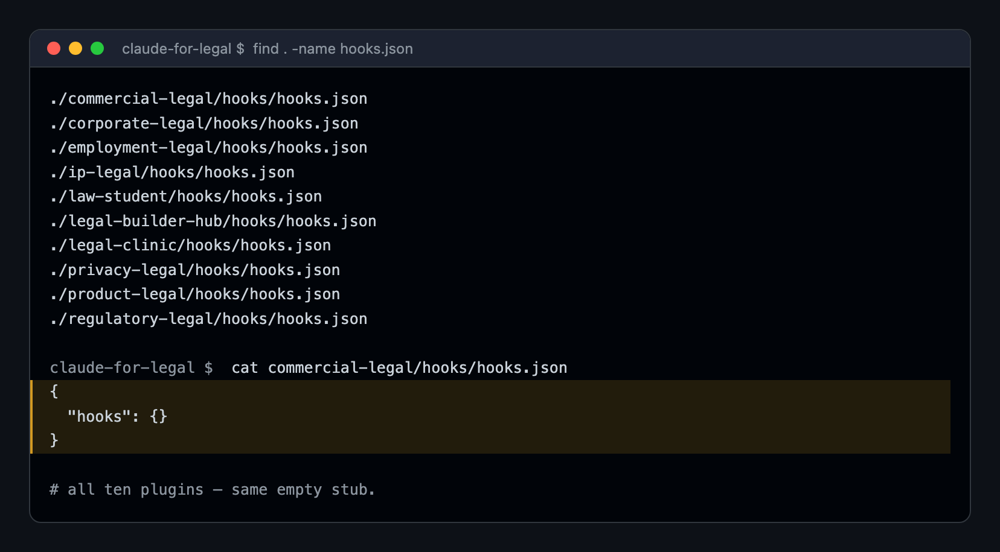 claude-for-legal $ find . -name hooks.json
./commercial-legal/hooks/hooks.json
./corporate-legal/hooks/hooks.json
./employment-legal/hooks/hooks.json
./ip-legal/hooks/hooks.json
./law-student/hooks/hooks.json
./legal-builder-hub/hooks/hooks.json
./legal-clinic/hooks/hooks.json
./privacy-legal/hooks/hooks.json
./product-legal/hooks/hooks.json
./regulatory-legal/hooks/hooks.json
claude-for-legal $ cat commercial-legal/hooks/hooks.json
{
  "hooks": {}
}
# all ten plugins — same empty stub.